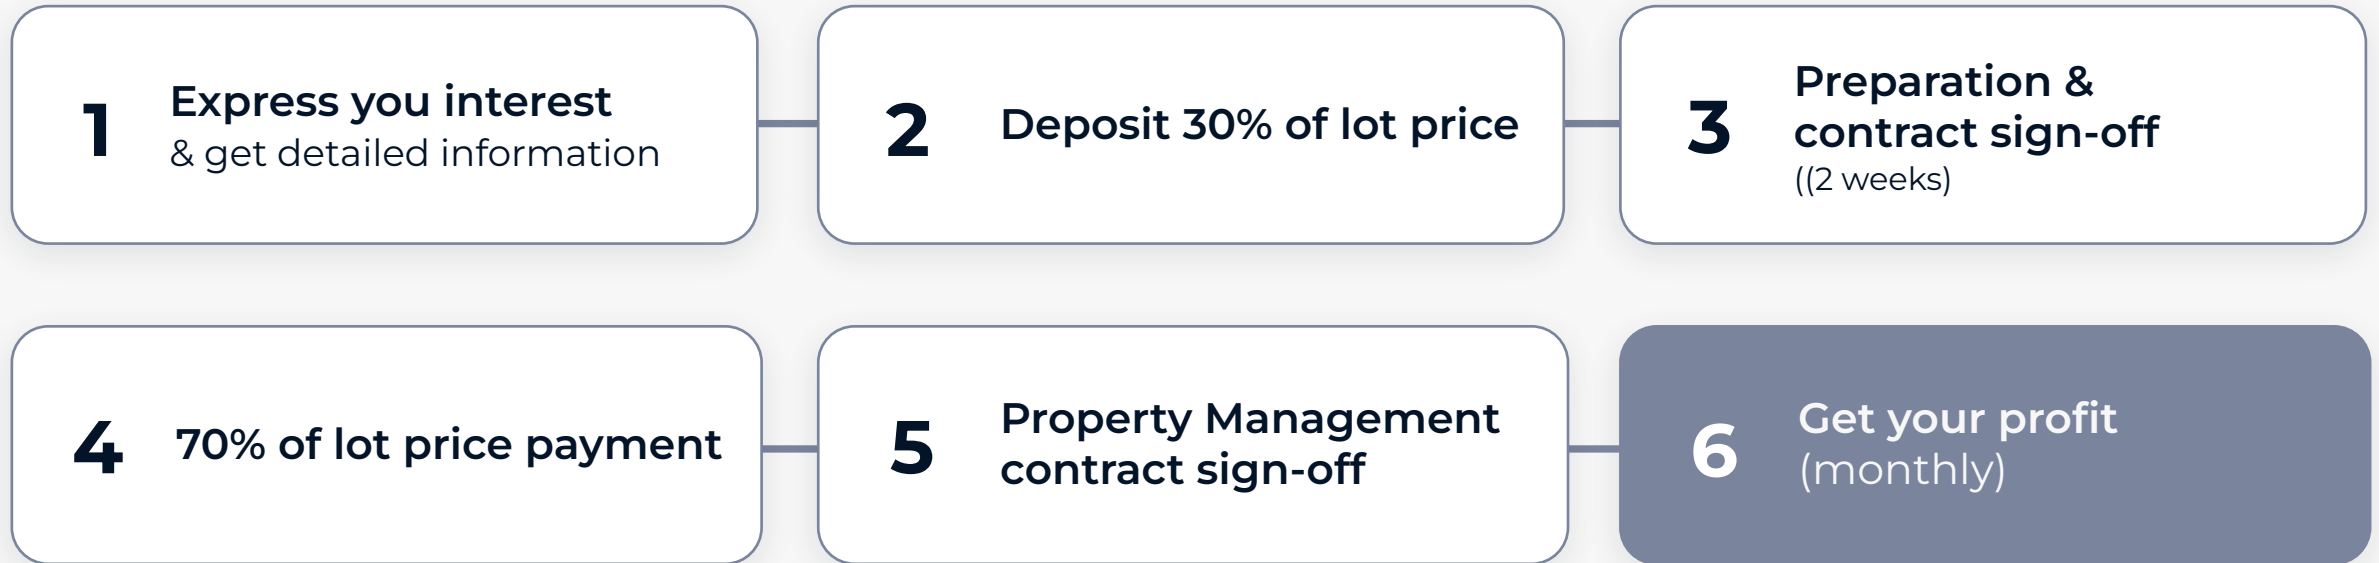 1
Express you interest
& get detailed information
2
Deposit 30% of lot price
3
Preparation &
contract sign-off
((2 weeks)
4
70% of lot price payment
5
Property Management
contract sign-off
6
Get your profit
(monthly)